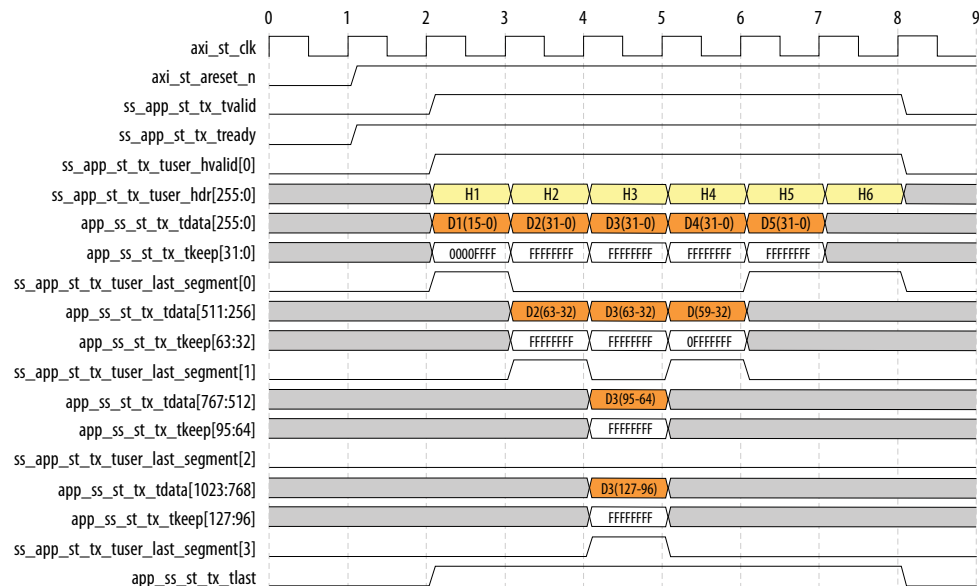 0 1 2 3 4 5 6 7 8 9
axi_st_clk
axi_st_areset_n
ss_app_st_tx_tvalid
ss_app_st_tx_tready
ss_app_st_tx_tuser_hvalid[0]
ss_app_st_tx_tuser_hdr[255:0] H1 H2 H3 H4 H5 H6
app_ss_st_tx_tdata[255:0] D1(15-0) D2(31-0) D3(31-0) D4(31-0) D5(31-0)
app_ss_st_tx_tkeep[31:0] 0000FFFF FFFFFFFF FFFFFFFF FFFFFFFF FFFFFFFF
ss_app_st_tx_tuser_last_segment[0]
app_ss_st_tx_tdata[511:256] D2(63-32) D3(63-32) D(59-32)
app_ss_st_tx_tkeep[63:32] FFFFFFFF FFFFFFFF 0FFFFFFF
ss_app_st_tx_tuser_last_segment[1]
app_ss_st_tx_tdata[767:512] D3(95-64)
app_ss_st_tx_tkeep[95:64] FFFFFFFF
ss_app_st_tx_tuser_last_segment[2]
app_ss_st_tx_tdata[1023:768] D3(127-96)
app_ss_st_tx_tkeep[127:96] FFFFFFFF
ss_app_st_tx_tuser_last_segment[3]
app_ss_st_tx_tlast